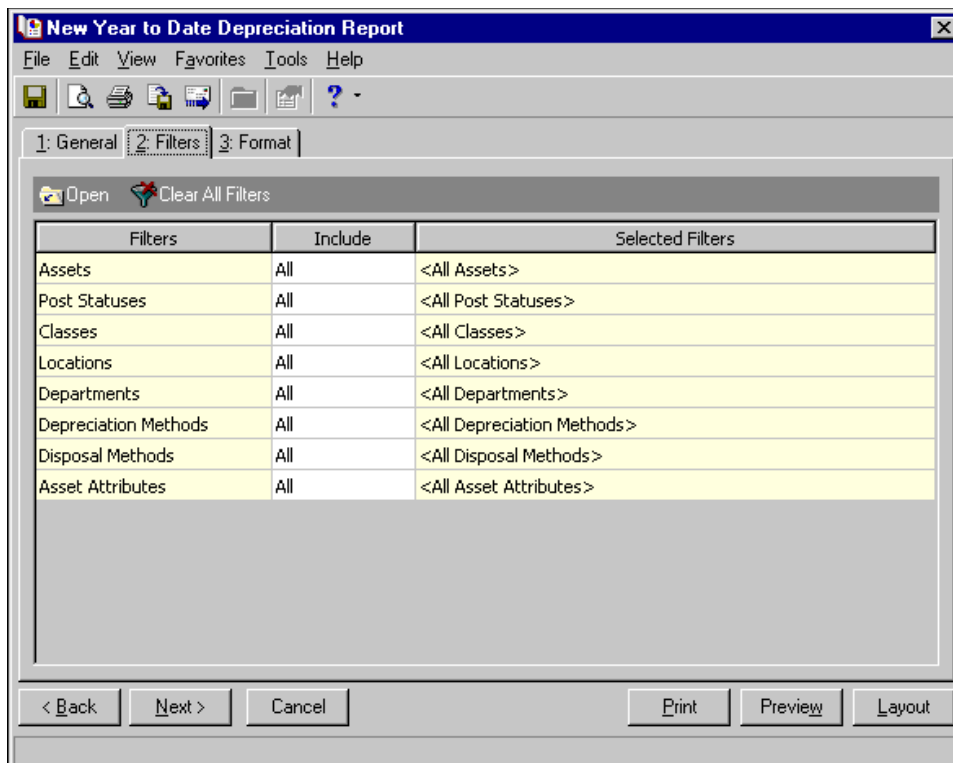 New Year to Date Depreciation Report
File Edit View Favorites Tools Help
?
1: General 2: Filters 3: Format
Open Clear All Filters
Filters Include Selected Filters
Assets All <All Assets>
Post Statuses All <All Post Statuses>
Classes All <All Classes>
Locations All <All Locations>
Departments All <All Departments>
Depreciation Methods All <All Depreciation Methods>
Disposal Methods All <All Disposal Methods>
Asset Attributes All <All Asset Attributes>
< Back Next > Cancel Print Preview Layout